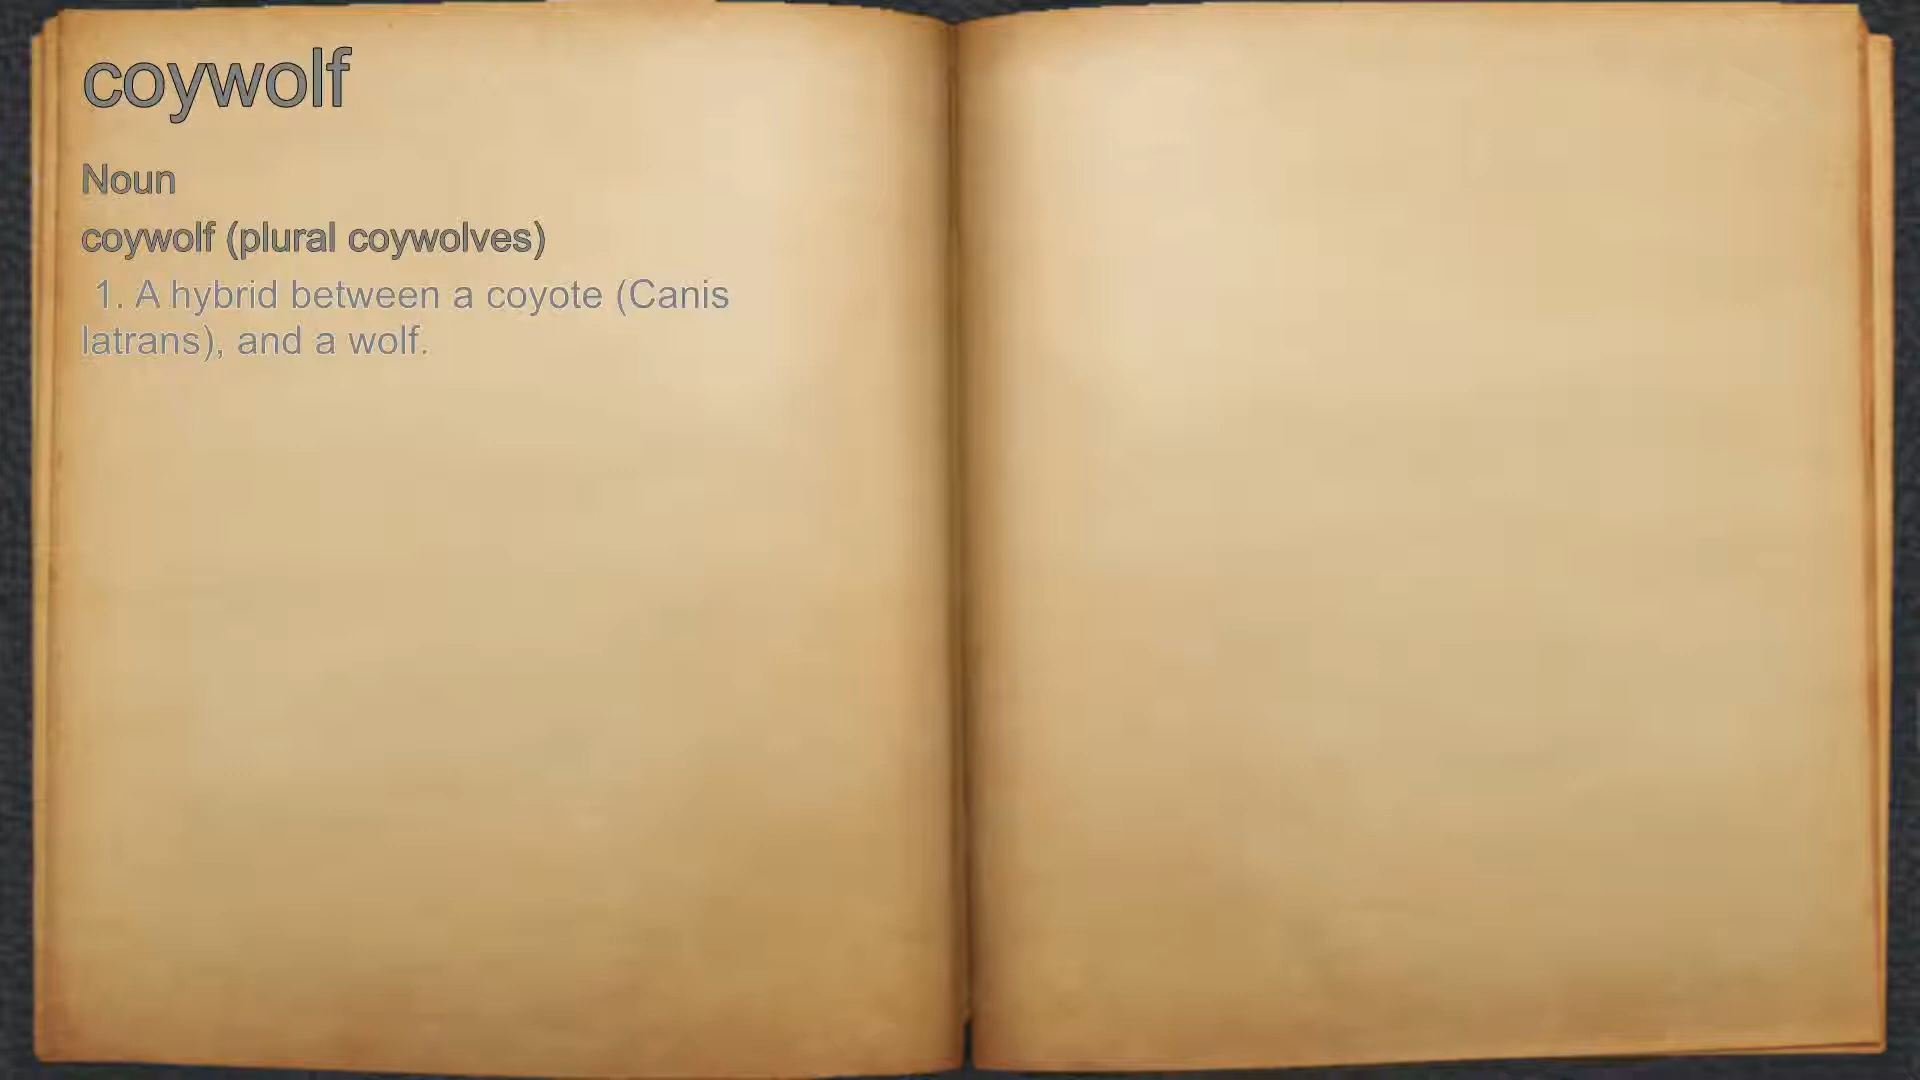 coywolf
Noun
coywolf (plural coywolves)
1. A hybrid between a coyote (Canis
latrans), and a wolf.